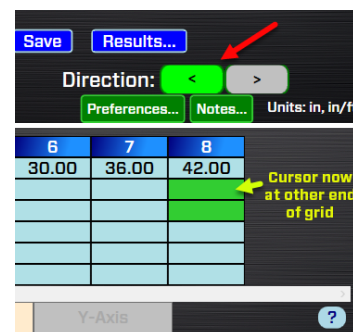 Save Results...
Direction: < >
Preferences... Notes... Units: in, in/ft
6 7 8
30.00 36.00 42.00
Cursor now
at other end
of grid
>
Y-Axis ?